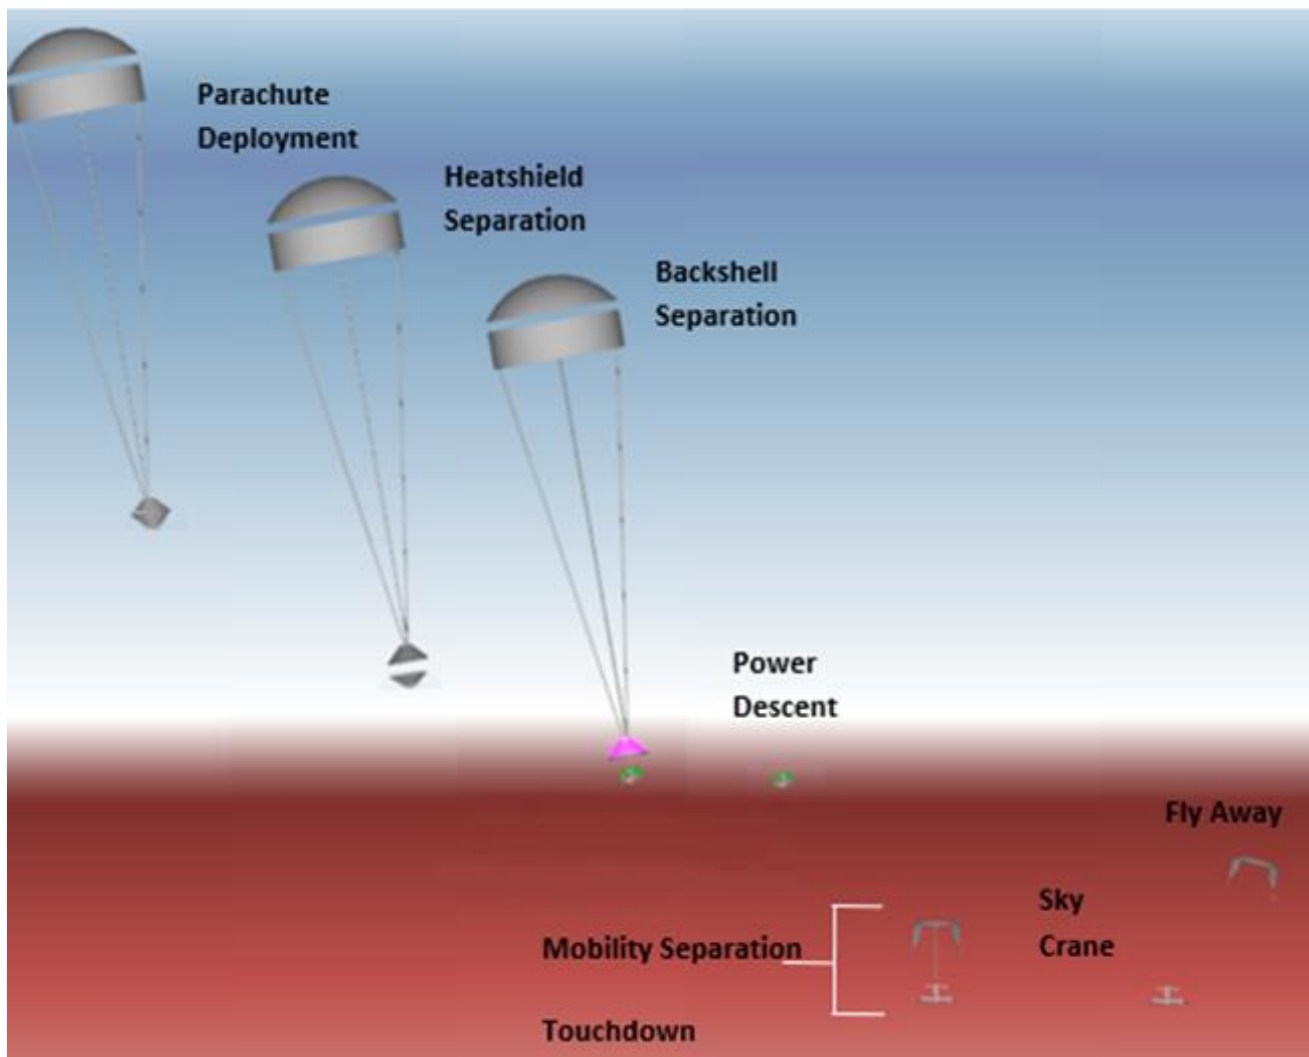 Parachute
Deployment
Heatshield
Separation
Backshell
Separation
Power
Descent
Fly Away
Sky
Crane
Mobility Separation
Touchdown